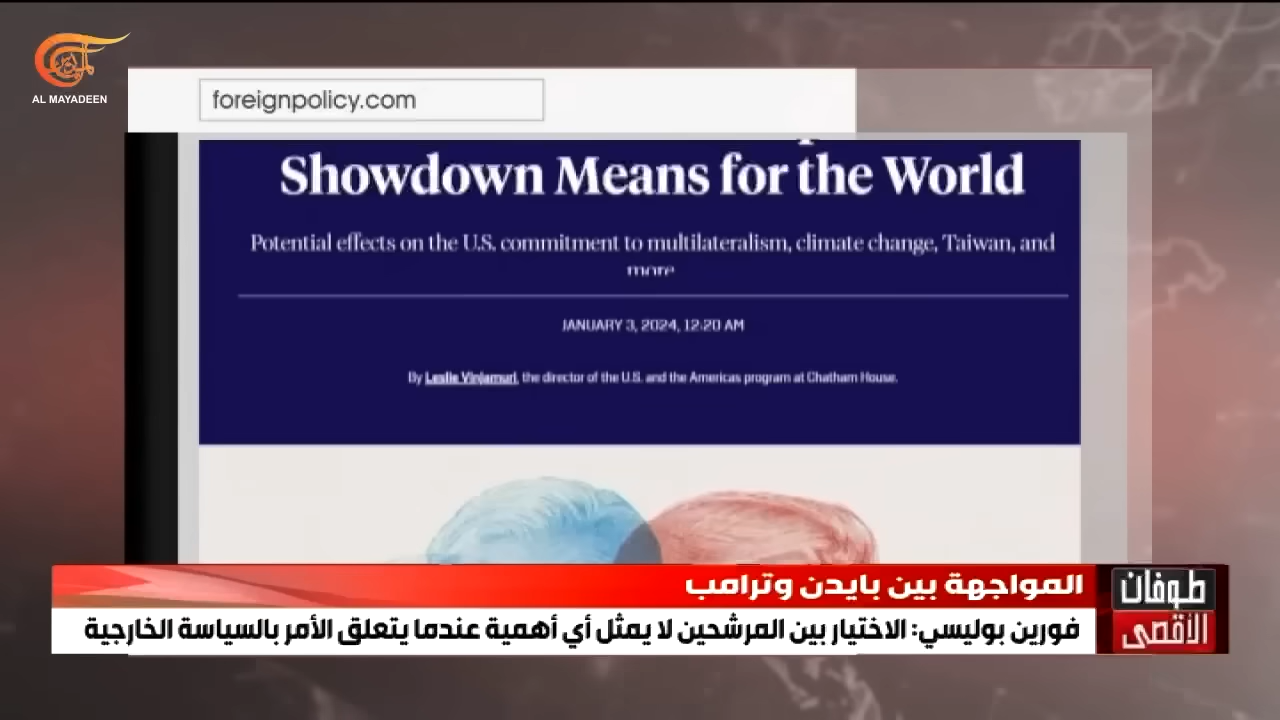 AL MAYADEEN
foreignpolicy.com
Showdown Means for the World
Potential effects on the U.S. commitment to multilateralism, climate change, Taiwan, and
more
JANUARY 3, 2024, 12:20 AM
By Leslie Vinjamuri, the director of the U.S. and the Americas program at Chatham House.
المواجهة بين بايدن وترامب
فورين بوليسي: الاختيار بين المرشحين لا يمثل أي أهمية عندما يتعلق الأمر بالسياسة الخارجية
طوفان
الأقصى